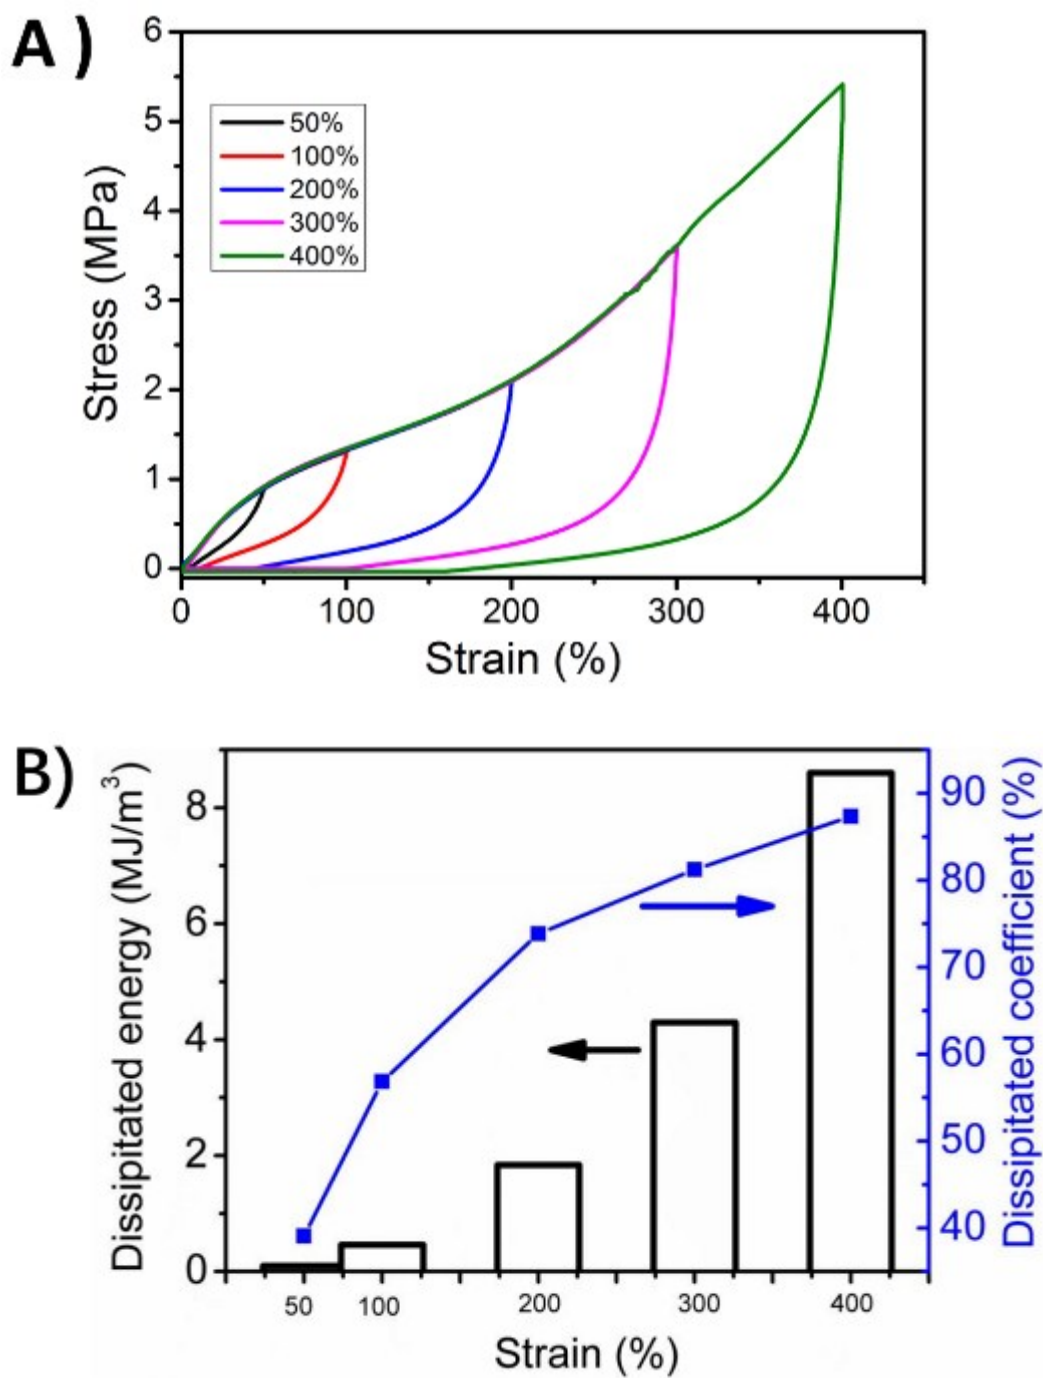 A )
6
5
4
3
2
1
0
Stress (MPa)
50%
100%
200%
300%
400%
0 100 200 300 400
Strain (%)
B)
Dissipitated energy (MJ/m³)
8
6
4
2
0
90
80
70
60
50
40
Dissipitated coefficient (%)
50 100 200 300 400
Strain (%)